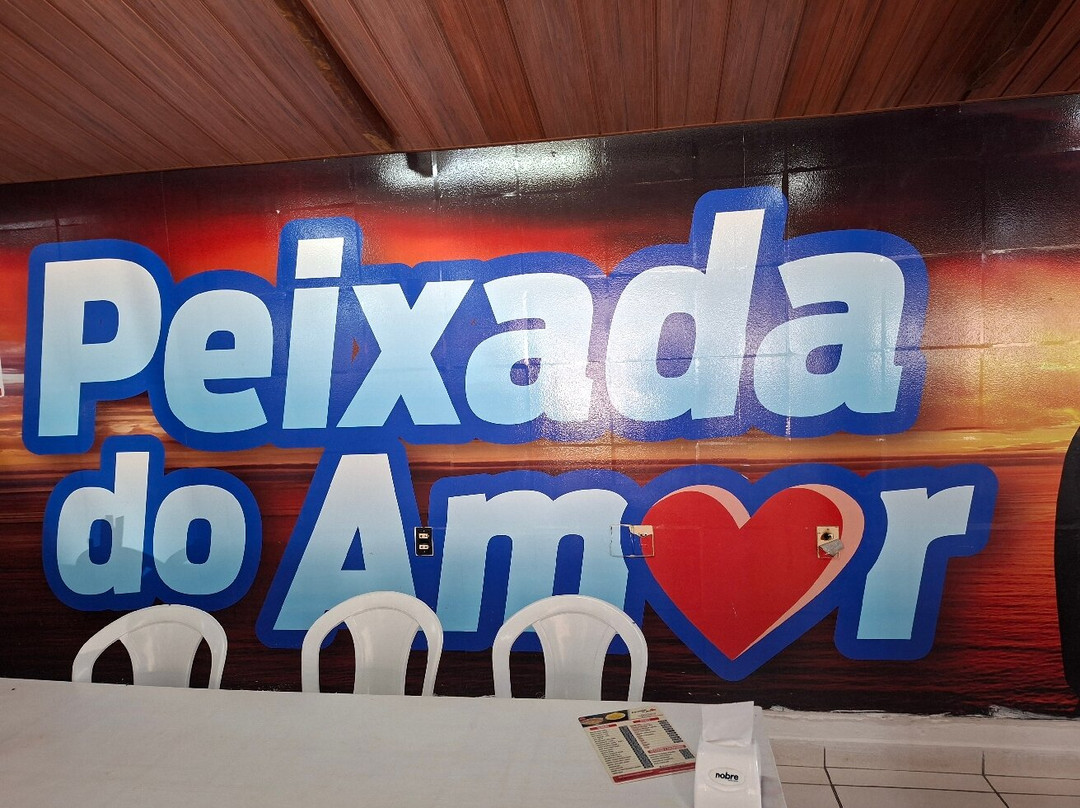 Peixada
do Amor
nobre